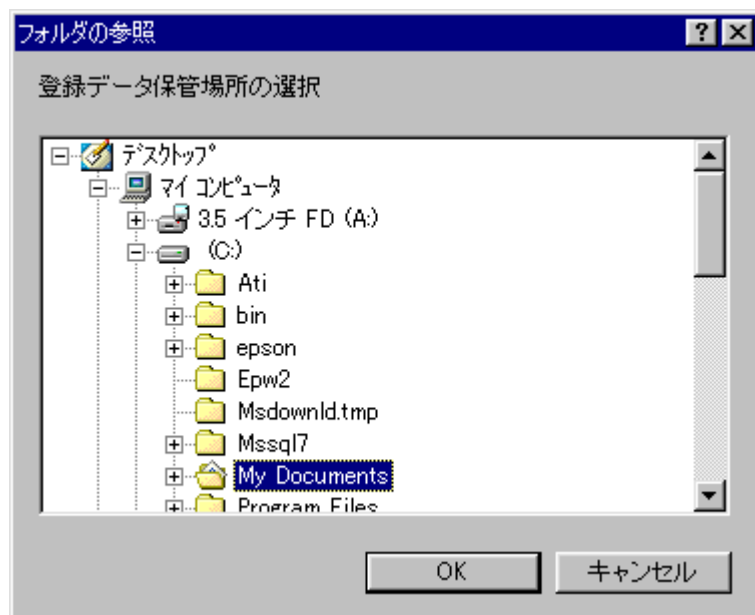 フォルダの参照
登録データ保管場所の選択
ﾃﾞｽｸﾄｯﾌﾟ
ﾏｲ ｺﾝﾋﾟｭｰﾀ
3.5 インチ FD (A:)
(C:)
Ati
bin
epson
Epw2
Msdownld.tmp
Mssql7
My Documents
Program Files
OK
キャンセル